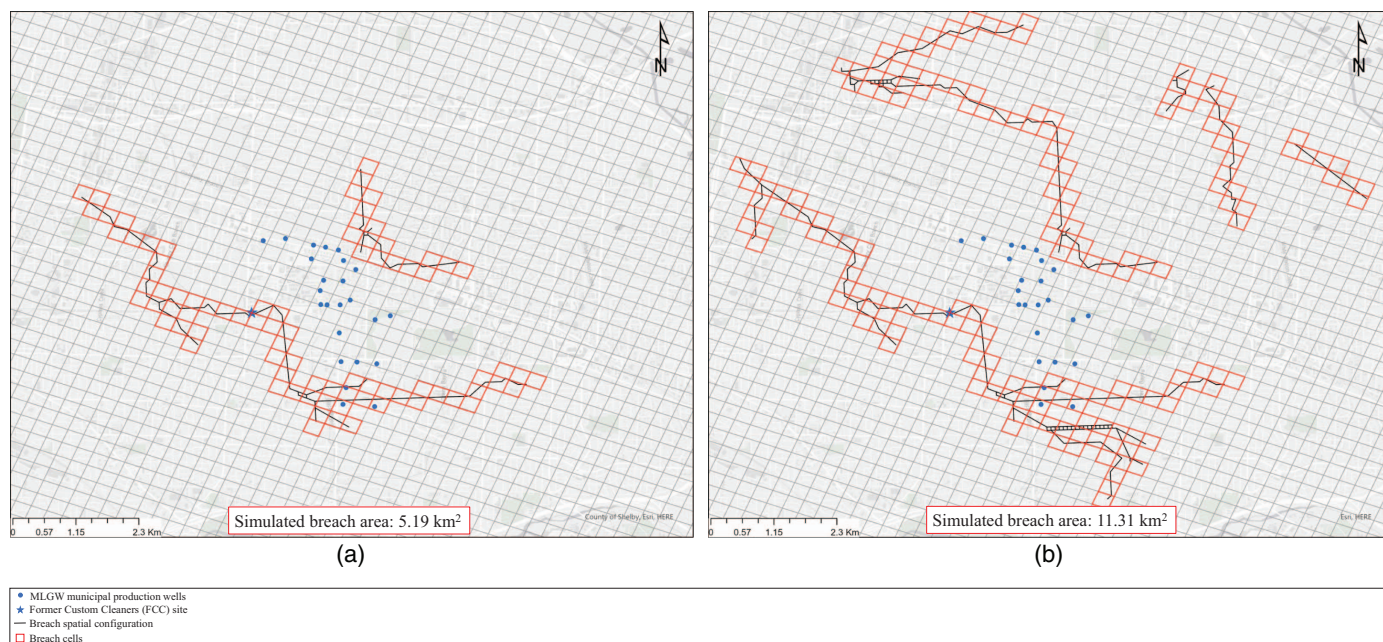 N
N
County of Shelby, Esri, HERE
Esri, HERE
0 0.57 1.15 2.3 Km
Simulated breach area: 5.19 km²
0 0.57 1.15 2.3 Km
Simulated breach area: 11.31 km²
(a)
(b)
MLGW municipal production wells
Former Custom Cleaners (FCC) site
Breach spatial configuration
Breach cells